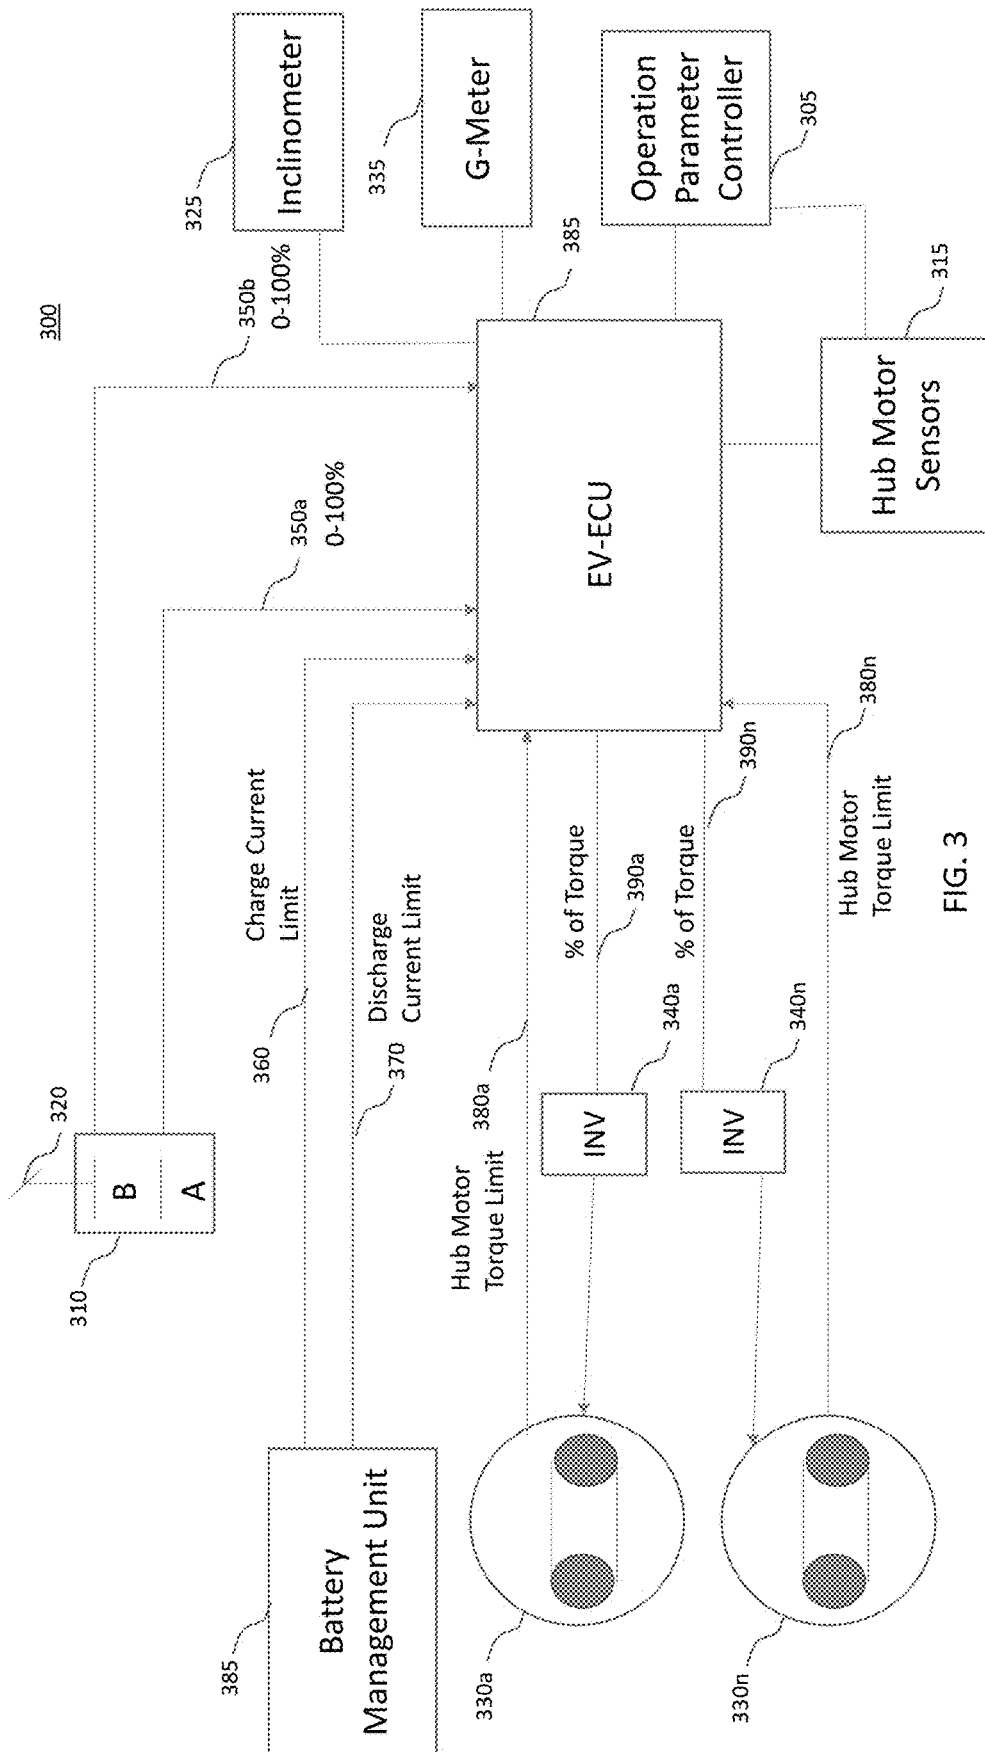 300
320
310
B
A
350b
0-100%
350a
0-100%
325
Inclinometer
335
G-Meter
385
Operation
Parameter
Controller
305
315
Hub Motor
Sensors
EV-ECU
Charge Current
Limit
360
Discharge
Current Limit
370
385
Battery
Management Unit
Hub Motor
Torque Limit
380a
% of Torque
390a
% of Torque
390n
INV
340a
INV
340n
330a
330n
Hub Motor
Torque Limit
380n
FIG. 3